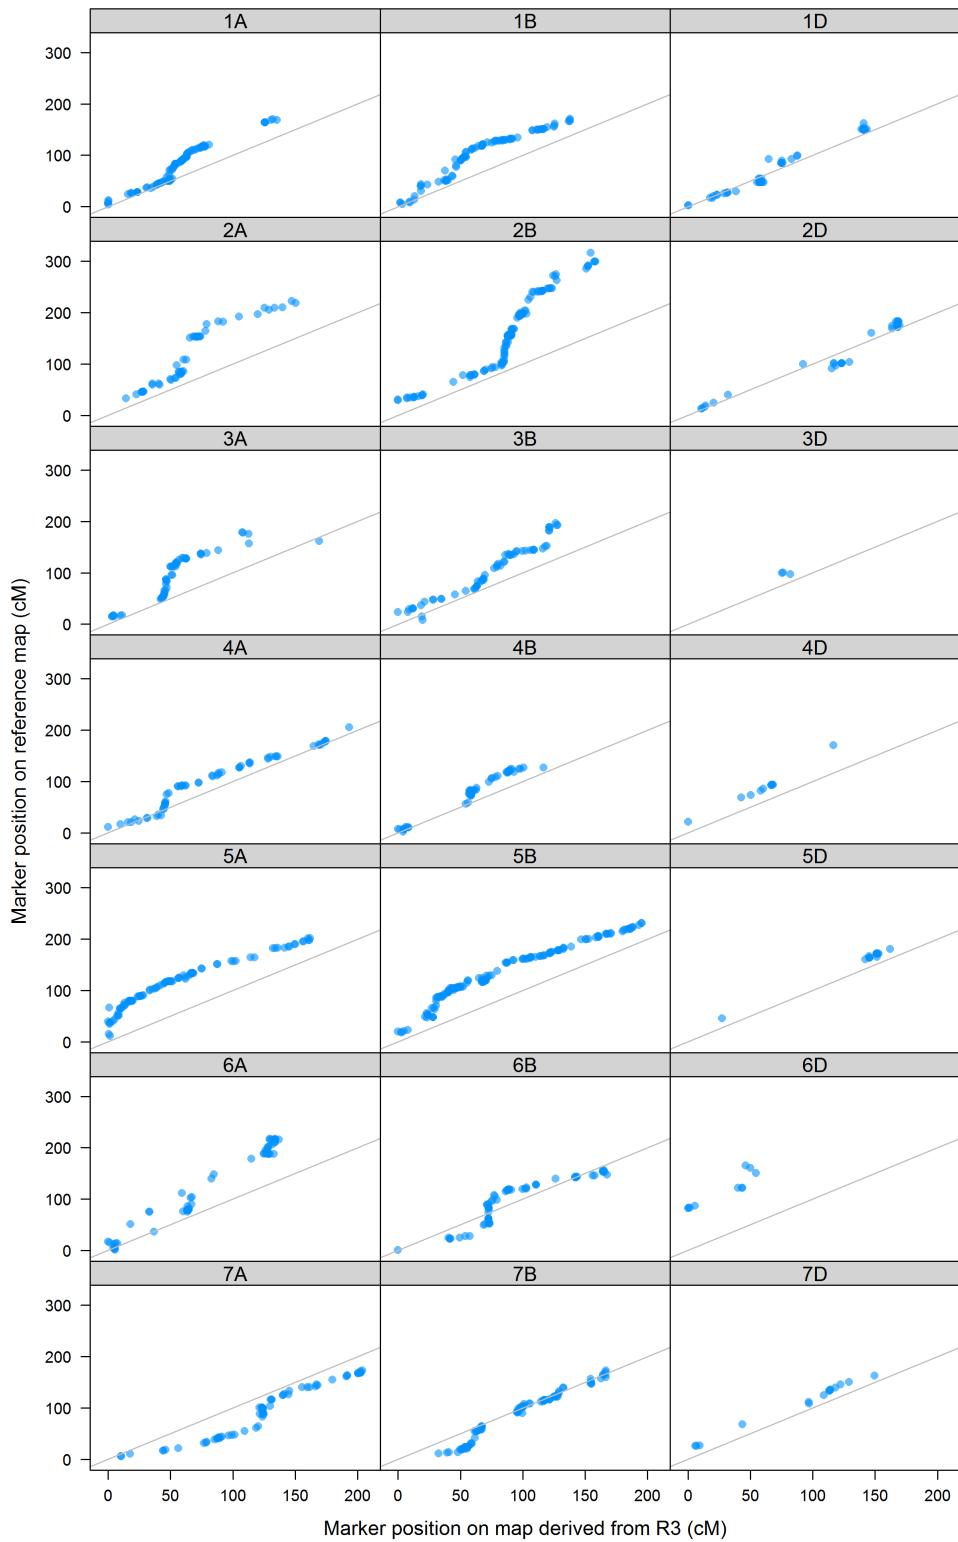 1A 1B 1D
300
200
100
0
2A 2B 2D
300
200
100
0
3A 3B 3D
300
200
100
0
4A 4B 4D
300
200
100
0
5A 5B 5D
300
200
100
0
6A 6B 6D
300
200
100
0
7A 7B 7D
300
200
100
0
0 50 100 150 200 0 50 100 150 200 0 50 100 150 200
Marker position on map derived from R3 (cM)
Marker position on reference map (cM)